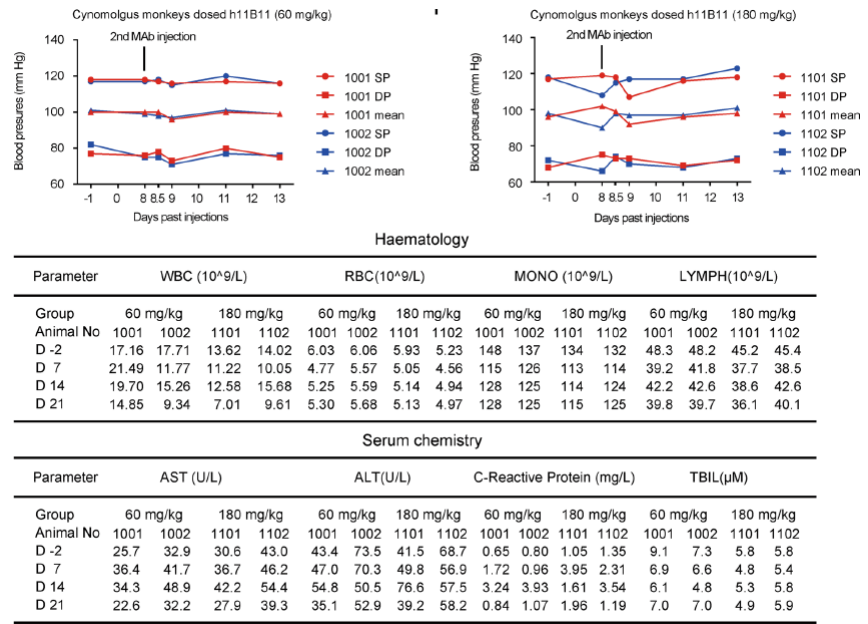 Cynomolgus monkeys dosed h11B11 (60 mg/kg)
2nd MAb injection
Blood presures (mm Hg)
140
120
100
80
60
-1 0 8 8.5 9 10 11 12 13
Days past injections
1001 SP
1001 DP
1001 mean
1002 SP
1002 DP
1002 mean
Cynomolgus monkeys dosed h11B11 (180 mg/kg)
2nd MAb injection
Blood presures (mm Hg)
140
120
100
80
60
-1 0 8 8.5 9 10 11 12 13
Days past injections
1101 SP
1101 DP
1101 mean
1102 SP
1102 DP
1102 mean
Haematology
Parameter WBC (10^9/L) RBC(10^9/L) MONO (10^9/L) LYMPH(10^9/L)
Group 60 mg/kg 180 mg/kg 60 mg/kg 180 mg/kg 60 mg/kg 180 mg/kg 60 mg/kg 180 mg/kg
Animal No 1001 1002 1101 1102 1001 1002 1101 1102 1001 1002 1101 1102 1001 1002 1101 1102
D -2 17.16 17.71 13.62 14.02 6.03 6.06 5.93 5.23 148 137 134 132 48.3 48.2 45.2 45.4
D 7 21.49 11.77 11.22 10.05 4.77 5.57 5.05 4.56 115 126 113 114 39.2 41.8 37.7 38.5
D 14 19.70 15.26 12.58 15.68 5.25 5.59 5.14 4.94 128 125 114 124 42.2 42.6 38.6 42.6
D 21 14.85 9.34 7.01 9.61 5.30 5.68 5.13 4.97 128 125 115 125 39.8 39.7 36.1 40.1
Serum chemistry
Parameter AST (U/L) ALT(U/L) C-Reactive Protein (mg/L) TBIL(μM)
Group 60 mg/kg 180 mg/kg 60 mg/kg 180 mg/kg 60 mg/kg 180 mg/kg 60 mg/kg 180 mg/kg
Animal No 1001 1002 1101 1102 1001 1002 1101 1102 1001 1002 1101 1102 1001 1002 1101 1102
D -2 25.7 32.9 30.6 43.0 43.4 73.5 41.5 68.7 0.65 0.80 1.05 1.35 9.1 7.3 5.8 5.8
D 7 36.4 41.7 36.7 46.2 47.0 70.3 49.8 56.9 1.72 0.96 3.95 2.31 6.9 6.6 4.8 5.4
D 14 34.3 48.9 42.2 54.4 54.8 50.5 76.6 57.5 3.24 3.93 1.61 3.54 6.1 4.8 5.3 5.8
D 21 22.6 32.2 27.9 39.3 35.1 52.9 39.2 58.2 0.84 1.07 1.96 1.19 7.0 7.0 4.9 5.9